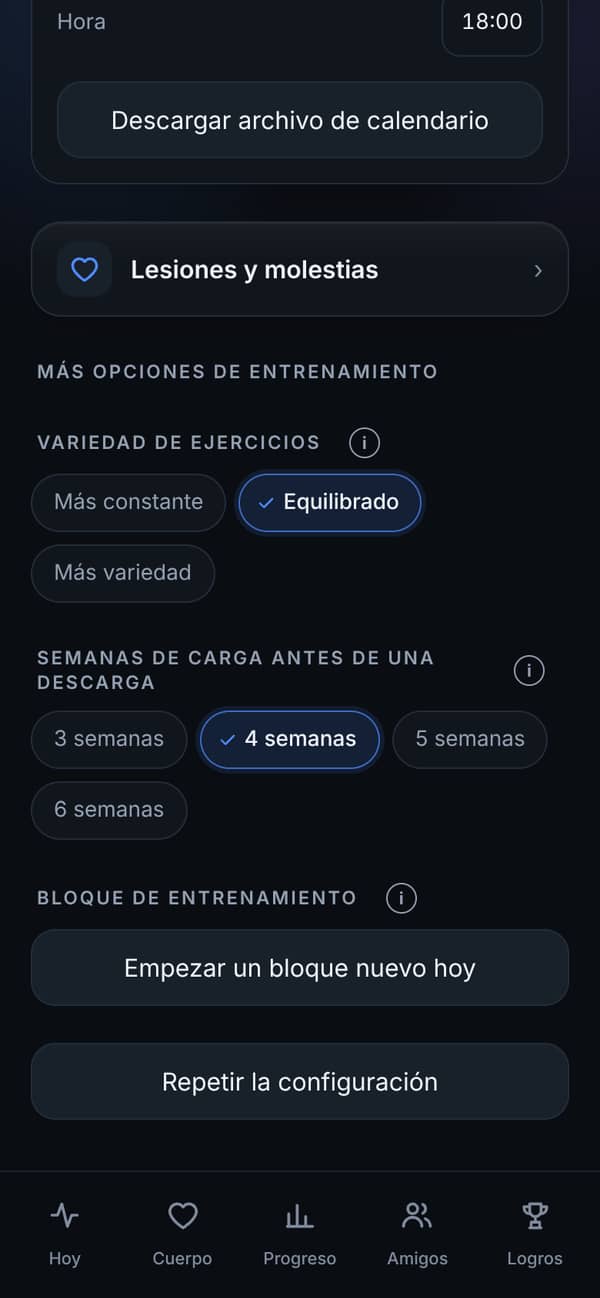 Hora
18:00
Descargar archivo de calendario
Lesiones y molestias
MÁS OPCIONES DE ENTRENAMIENTO
VARIEDAD DE EJERCICIOS
Más constante
Equilibrado
Más variedad
SEMANAS DE CARGA ANTES DE UNA
DESCARGA
3 semanas
4 semanas
5 semanas
6 semanas
BLOQUE DE ENTRENAMIENTO
Empezar un bloque nuevo hoy
Repetir la configuración
Hoy
Cuerpo
Progreso
Amigos
Logros